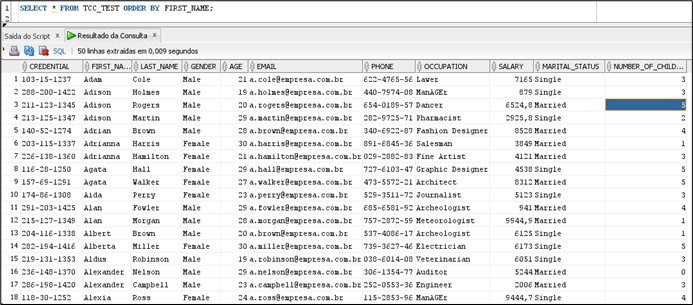 1 SELECT * FROM TCC_TEST ORDER BY FIRST_NAME;
2
Saída do Script × Resultado da Consulta ×
SQL | 50 linhas extraídas em 0,009 segundos
CREDENTIAL FIRST_NA... LAST_NAME GENDER AGE EMAIL PHONE OCCUPATION SALARY MARITAL_STATUS NUMBER_OF_CHILD...
1 103-15-1237 Adam Cole Male 21 a.cole@empresa.com.br 622-4765-56 Lawer 7165 Single 3
2 288-200-1422 Adison Holmes Male 19 a.holmes@empresa.com.br 440-7974-08 ManAGEr 879 Single 3
3 211-123-1345 Adison Rogers Male 20 a.rogers@empresa.com.br 654-0189-57 Dancer 6524,8 Married 5
4 213-125-1347 Adison Martin Male 29 a.martin@empresa.com.br 282-9725-71 Pharmacist 2925,8 Single 2
5 140-52-1274 Adrian Brown Male 28 a.brown@empresa.com.br 340-6922-87 Fashion Designer 8528 Married 4
6 203-115-1337 Adrianna Harris Female 30 a.harris@empresa.com.br 891-6845-36 Salesman 3849 Married 1
7 226-138-1360 Adrianna Hamilton Female 21 a.hamilton@empresa.com.br 029-2882-83 Fine Artist 4121 Married 3
8 116-28-1250 Agata Hall Female 29 a.hall@empresa.com.br 727-6103-47 Graphic Designer 4538 Single 5
9 157-69-1291 Agata Walker Female 27 a.walker@empresa.com.br 473-5572-21 Architect 8312 Married 5
10 174-86-1308 Aida Perry Female 23 a.perry@empresa.com.br 529-3511-72 Journalist 5123 Single 3
11 291-203-1425 Alan Fowler Male 29 a.fowler@empresa.com.br 685-6581-92 Archeologist 941 Married 4
12 215-127-1349 Alan Morgan Male 28 a.morgan@empresa.com.br 757-2872-59 Meteorologist 9944,9 Married 1
13 204-116-1338 Albert Brown Male 20 a.brown@empresa.com.br 537-4086-17 Archeologist 6125 Single 1
14 282-194-1416 Alberta Miller Female 30 a.miller@empresa.com.br 739-3627-46 Electrician 6173 Single 5
15 219-131-1353 Aldus Robinson Male 19 a.robinson@empresa.com.br 038-6014-08 Veterinarian 6051 Single 3
16 236-148-1370 Alexander Nelson Male 29 a.nelson@empresa.com.br 306-1354-77 Auditor 5244 Married 0
17 286-198-1420 Alexander Campbell Male 23 a.campbell@empresa.com.br 252-0553-36 Engineer 2006 Married 3
18 118-30-1252 Alexia Ross Female 24 a.ross@empresa.com.br 115-2853-96 ManAGEr 9444,7 Single 4